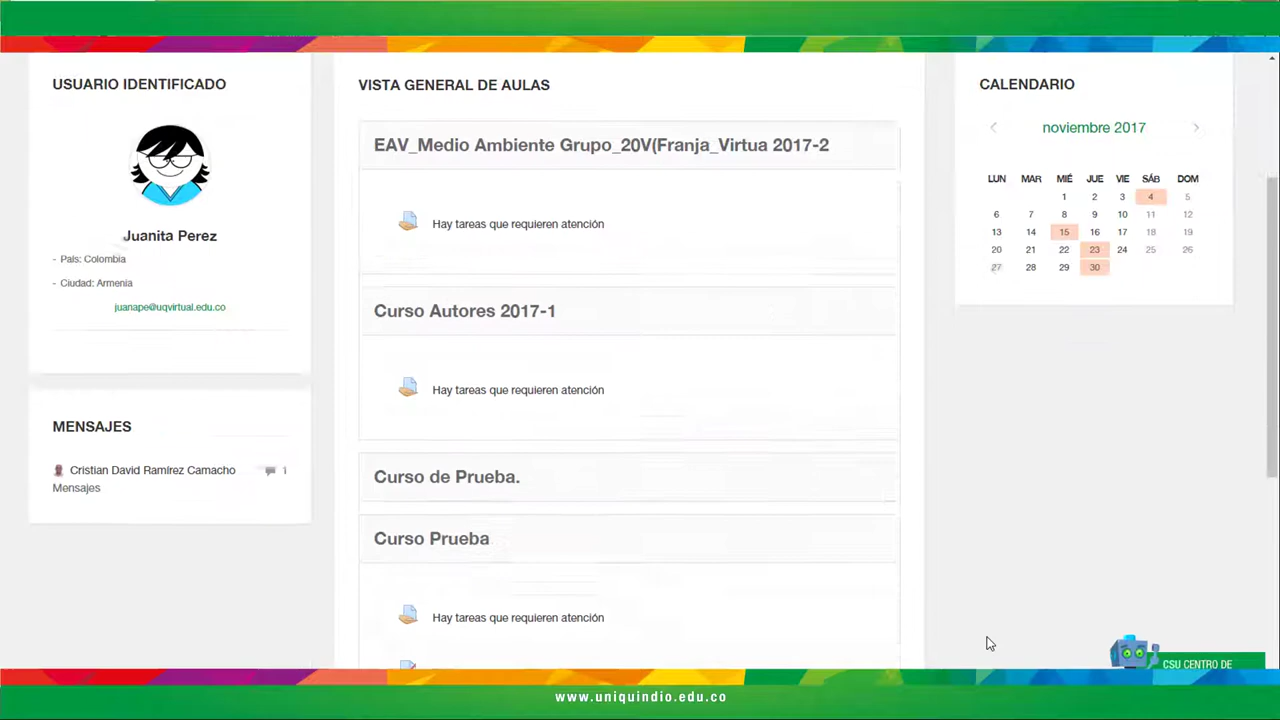 USUARIO IDENTIFICADO
Juanita Perez
- País: Colombia
- Ciudad: Armenia
juanape@uqvirtual.edu.co
MENSAJES
Cristian David Ramírez Camacho 1
Mensajes
VISTA GENERAL DE AULAS
EAV_Medio Ambiente Grupo_20V(Franja_Virtua 2017-2
Hay tareas que requieren atención
Curso Autores 2017-1
Hay tareas que requieren atención
Curso de Prueba.
Curso Prueba
Hay tareas que requieren atención
CALENDARIO
noviembre 2017
LUN MAR MIÉ JUE VIE SÁB DOM
1 2 3 4 5
6 7 8 9 10 11 12
13 14 15 16 17 18 19
20 21 22 23 24 25 26
27 28 29 30
CSU CENTRO DE
www.uniquindio.edu.co